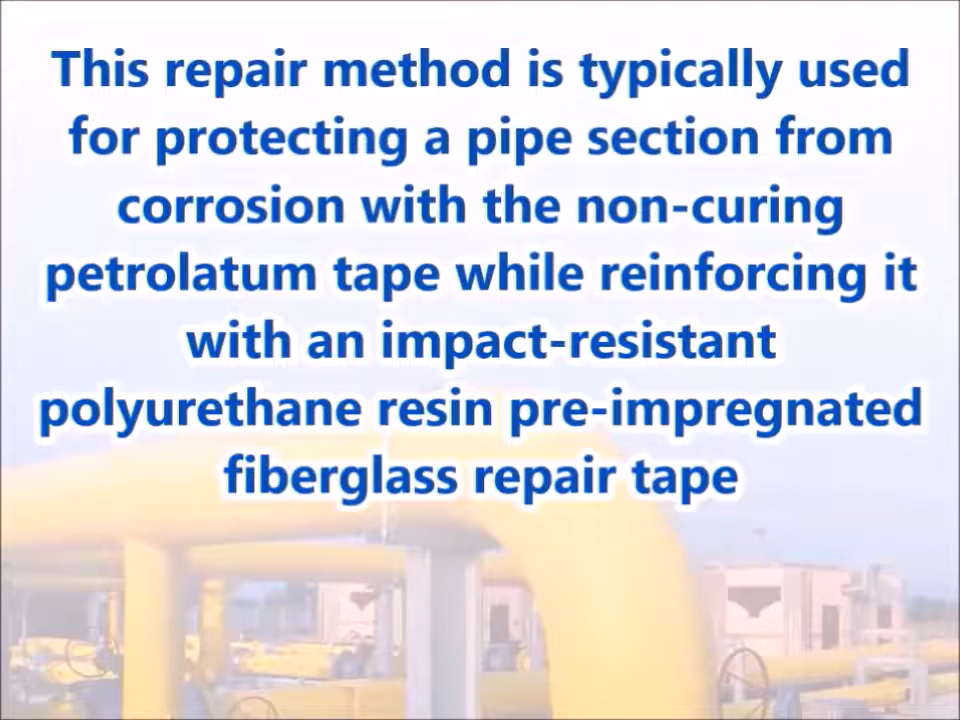 This repair method is typically used
for protecting a pipe section from
corrosion with the non-curing
petrolatum tape while reinforcing it
with an impact-resistant
polyurethane resin pre-impregnated
fiberglass repair tape